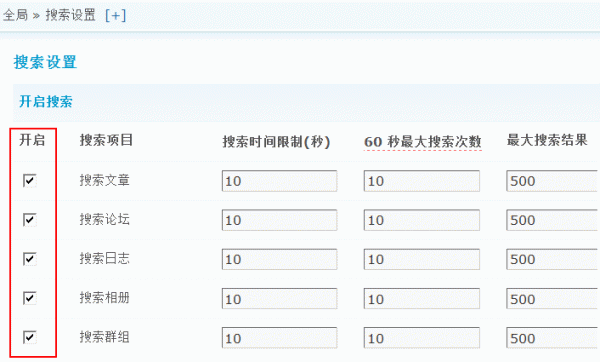 全局 » 搜索设置 [+]
搜索设置
开启搜索
开启 搜索项目 搜索时间限制(秒) 60 秒最大搜索次数 最大搜索结果
搜索文章 10 10 500
搜索论坛 10 10 500
搜索日志 10 10 500
搜索相册 10 10 500
搜索群组 10 10 500